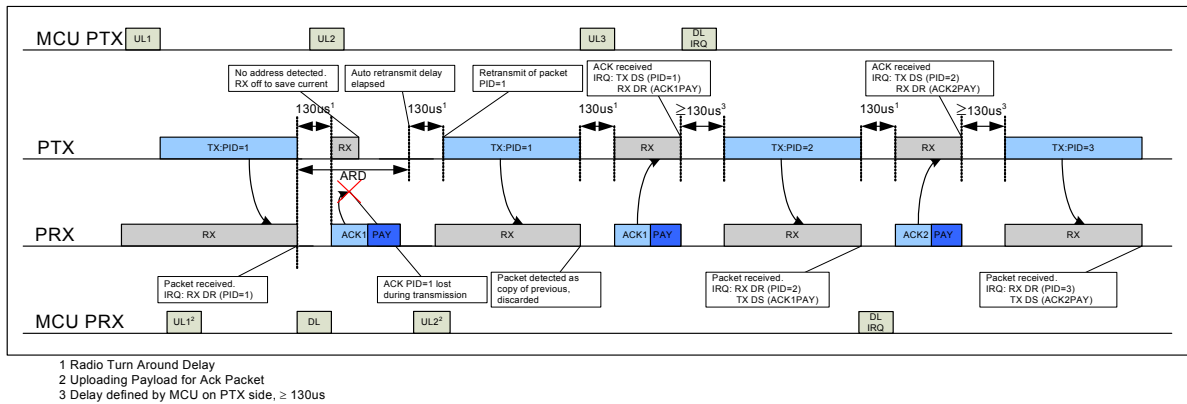 MCU PTX
UL1
UL2
UL3
DL
IRQ
No address detected.
RX off to save current
Auto retransmit delay
elapsed
Retransmit of packet
PID=1
ACK received
IRQ: TX DS (PID=1)
RX DR (ACK1PAY)
ACK received
IRQ: TX DS (PID=2)
RX DR (ACK2PAY)
130us¹
130us¹
130us¹
≥130us³
130us¹
≥130us³
PTX
TX:PID=1
RX
TX:PID=1
RX
TX:PID=2
RX
TX:PID=3
ARD
PRX
RX
ACK1
PAY
RX
ACK1
PAY
RX
ACK2
PAY
RX
Packet received.
IRQ: RX DR (PID=1)
ACK PID=1 lost
during transmission
Packet detected as
copy of previous,
discarded
Packet received.
IRQ: RX DR (PID=2)
TX DS (ACK1PAY)
Packet received.
IRQ: RX DR (PID=3)
TX DS (ACK2PAY)
MCU PRX
UL1²
DL
UL2²
DL
IRQ
1 Radio Turn Around Delay
2 Uploading Payload for Ack Packet
3 Delay defined by MCU on PTX side, ≥ 130us